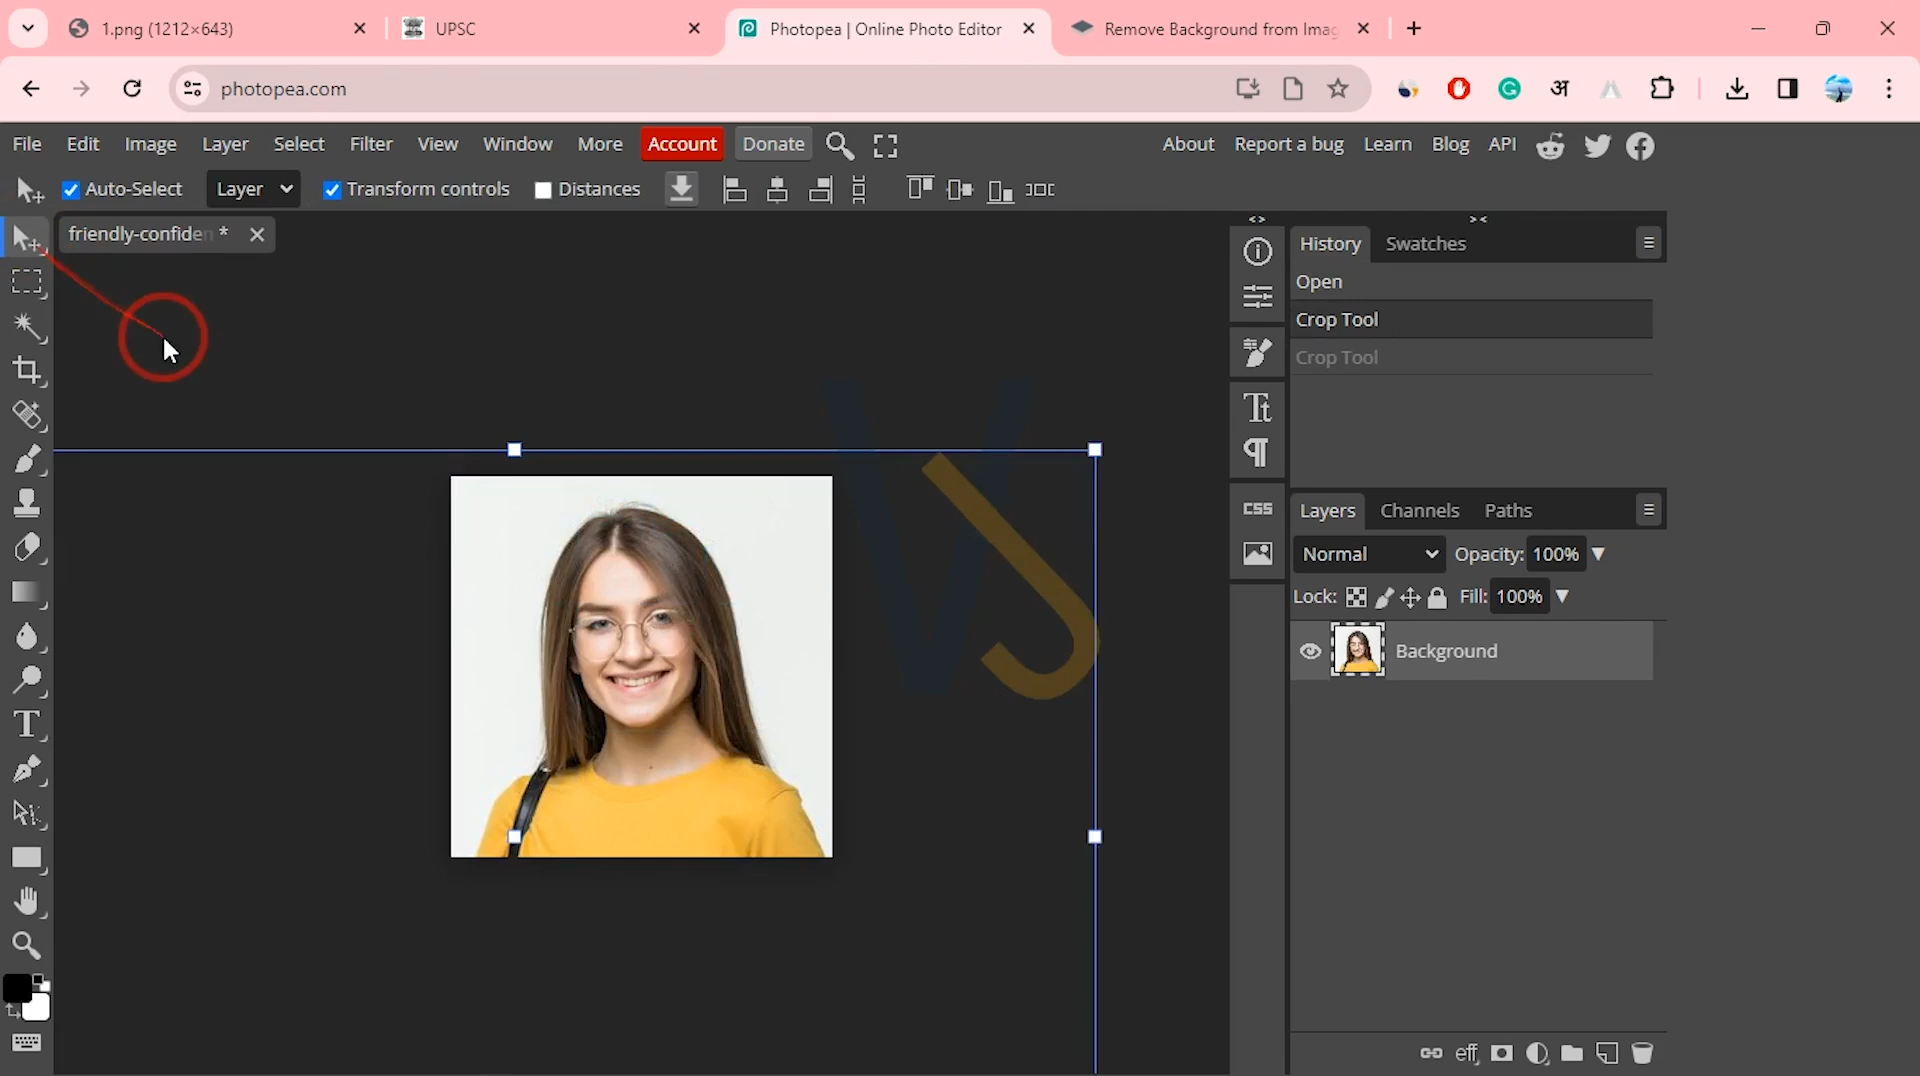 1.png (1212×643)
UPSC
Photopea | Online Photo Editor
Remove Background from Imag
photopea.com
अ
File Edit Image Layer Select Filter View Window More Account Donate
About Report a bug Learn Blog API
Auto-Select Layer Transform controls Distances
friendly-confiden *
History Swatches
Open
Crop Tool
Crop Tool
Tt
CSS
Layers Channels Paths
Normal Opacity: 100%
Lock: Fill: 100%
Background
T
VJ
eff